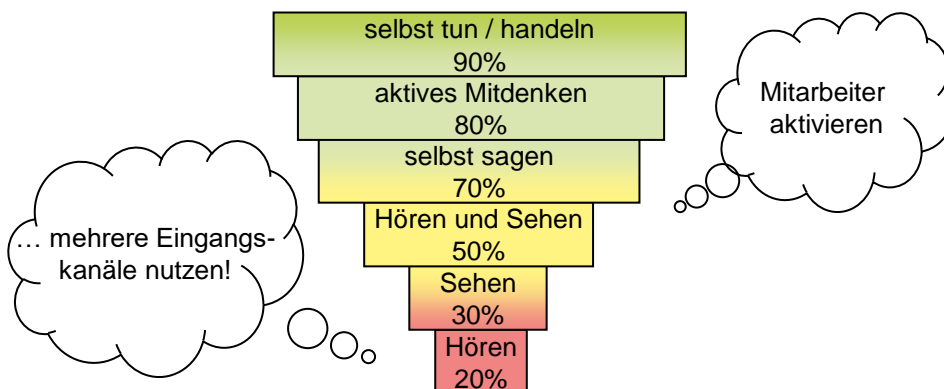 selbst tun / handeln
90%
aktives Mitdenken
80%
selbst sagen
70%
Hören und Sehen
50%
Sehen
30%
Hören
20%
Mitarbeiter
aktivieren
… mehrere Eingangs-
kanäle nutzen!